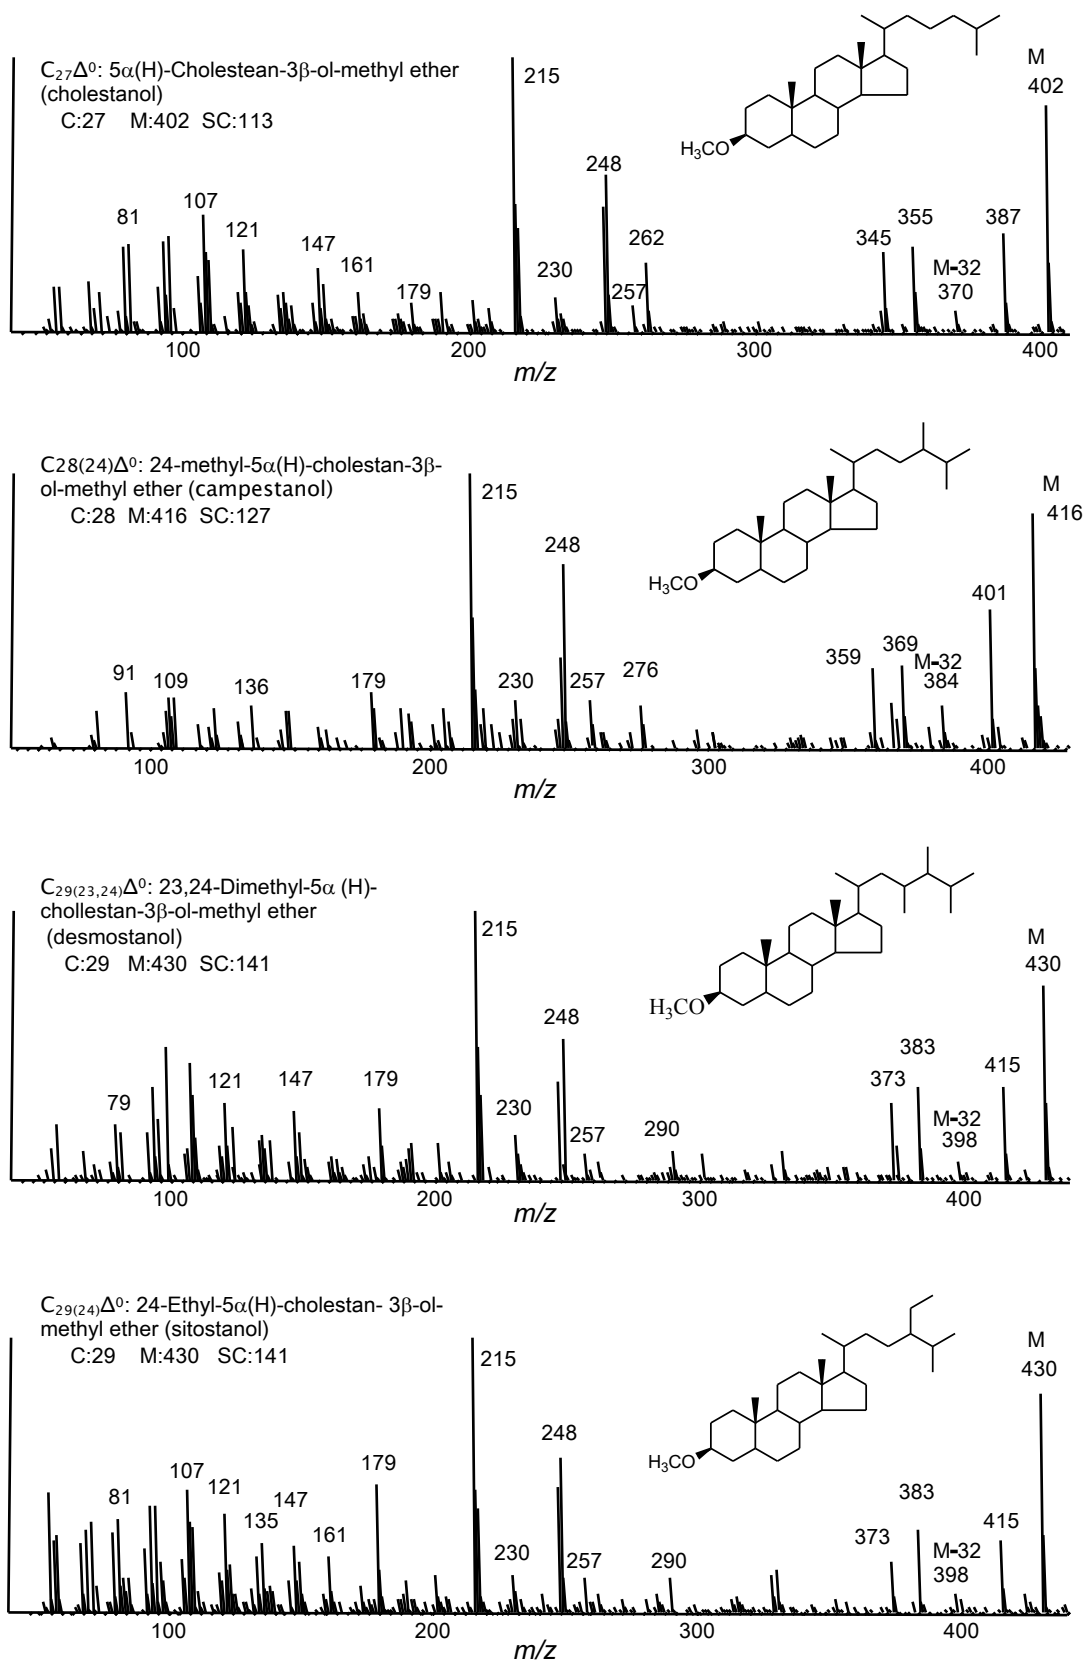 C₂₇Δ⁰: 5α(H)-Cholestean-3β-ol-methyl ether
(cholestanol)
C:27 M:402 SC:113
H₃CO
M
402
215
248
262
257
230
345
355
387
M-32
370
81
107
121
147
161
179
100 200 300 400
m/z
C28(24)Δ⁰: 24-methyl-5α(H)-cholestan-3β-
ol-methyl ether (campestanol)
C:28 M:416 SC:127
H₃CO
M
416
215
248
401
359
369
M-32
384
91
109
136
179
230
257
276
100 200 300 400
m/z
C₂₉₍₂₃,₂₄₎Δ⁰: 23,24-Dimethyl-5α (H)-
chollestan-3β-ol-methyl ether
(desmostanol)
C:29 M:430 SC:141
H₃CO
M
430
215
248
383
373
415
M-32
398
79
121
147
179
230
257
290
100 200 300 400
m/z
C₂₉₍₂₄₎Δ⁰: 24-Ethyl-5α(H)-cholestan- 3β-ol-
methyl ether (sitostanol)
C:29 M:430 SC:141
H₃CO
M
430
215
248
383
373
415
M-32
398
81
107
121
135
147
161
179
230
257
290
100 200 300 400
m/z